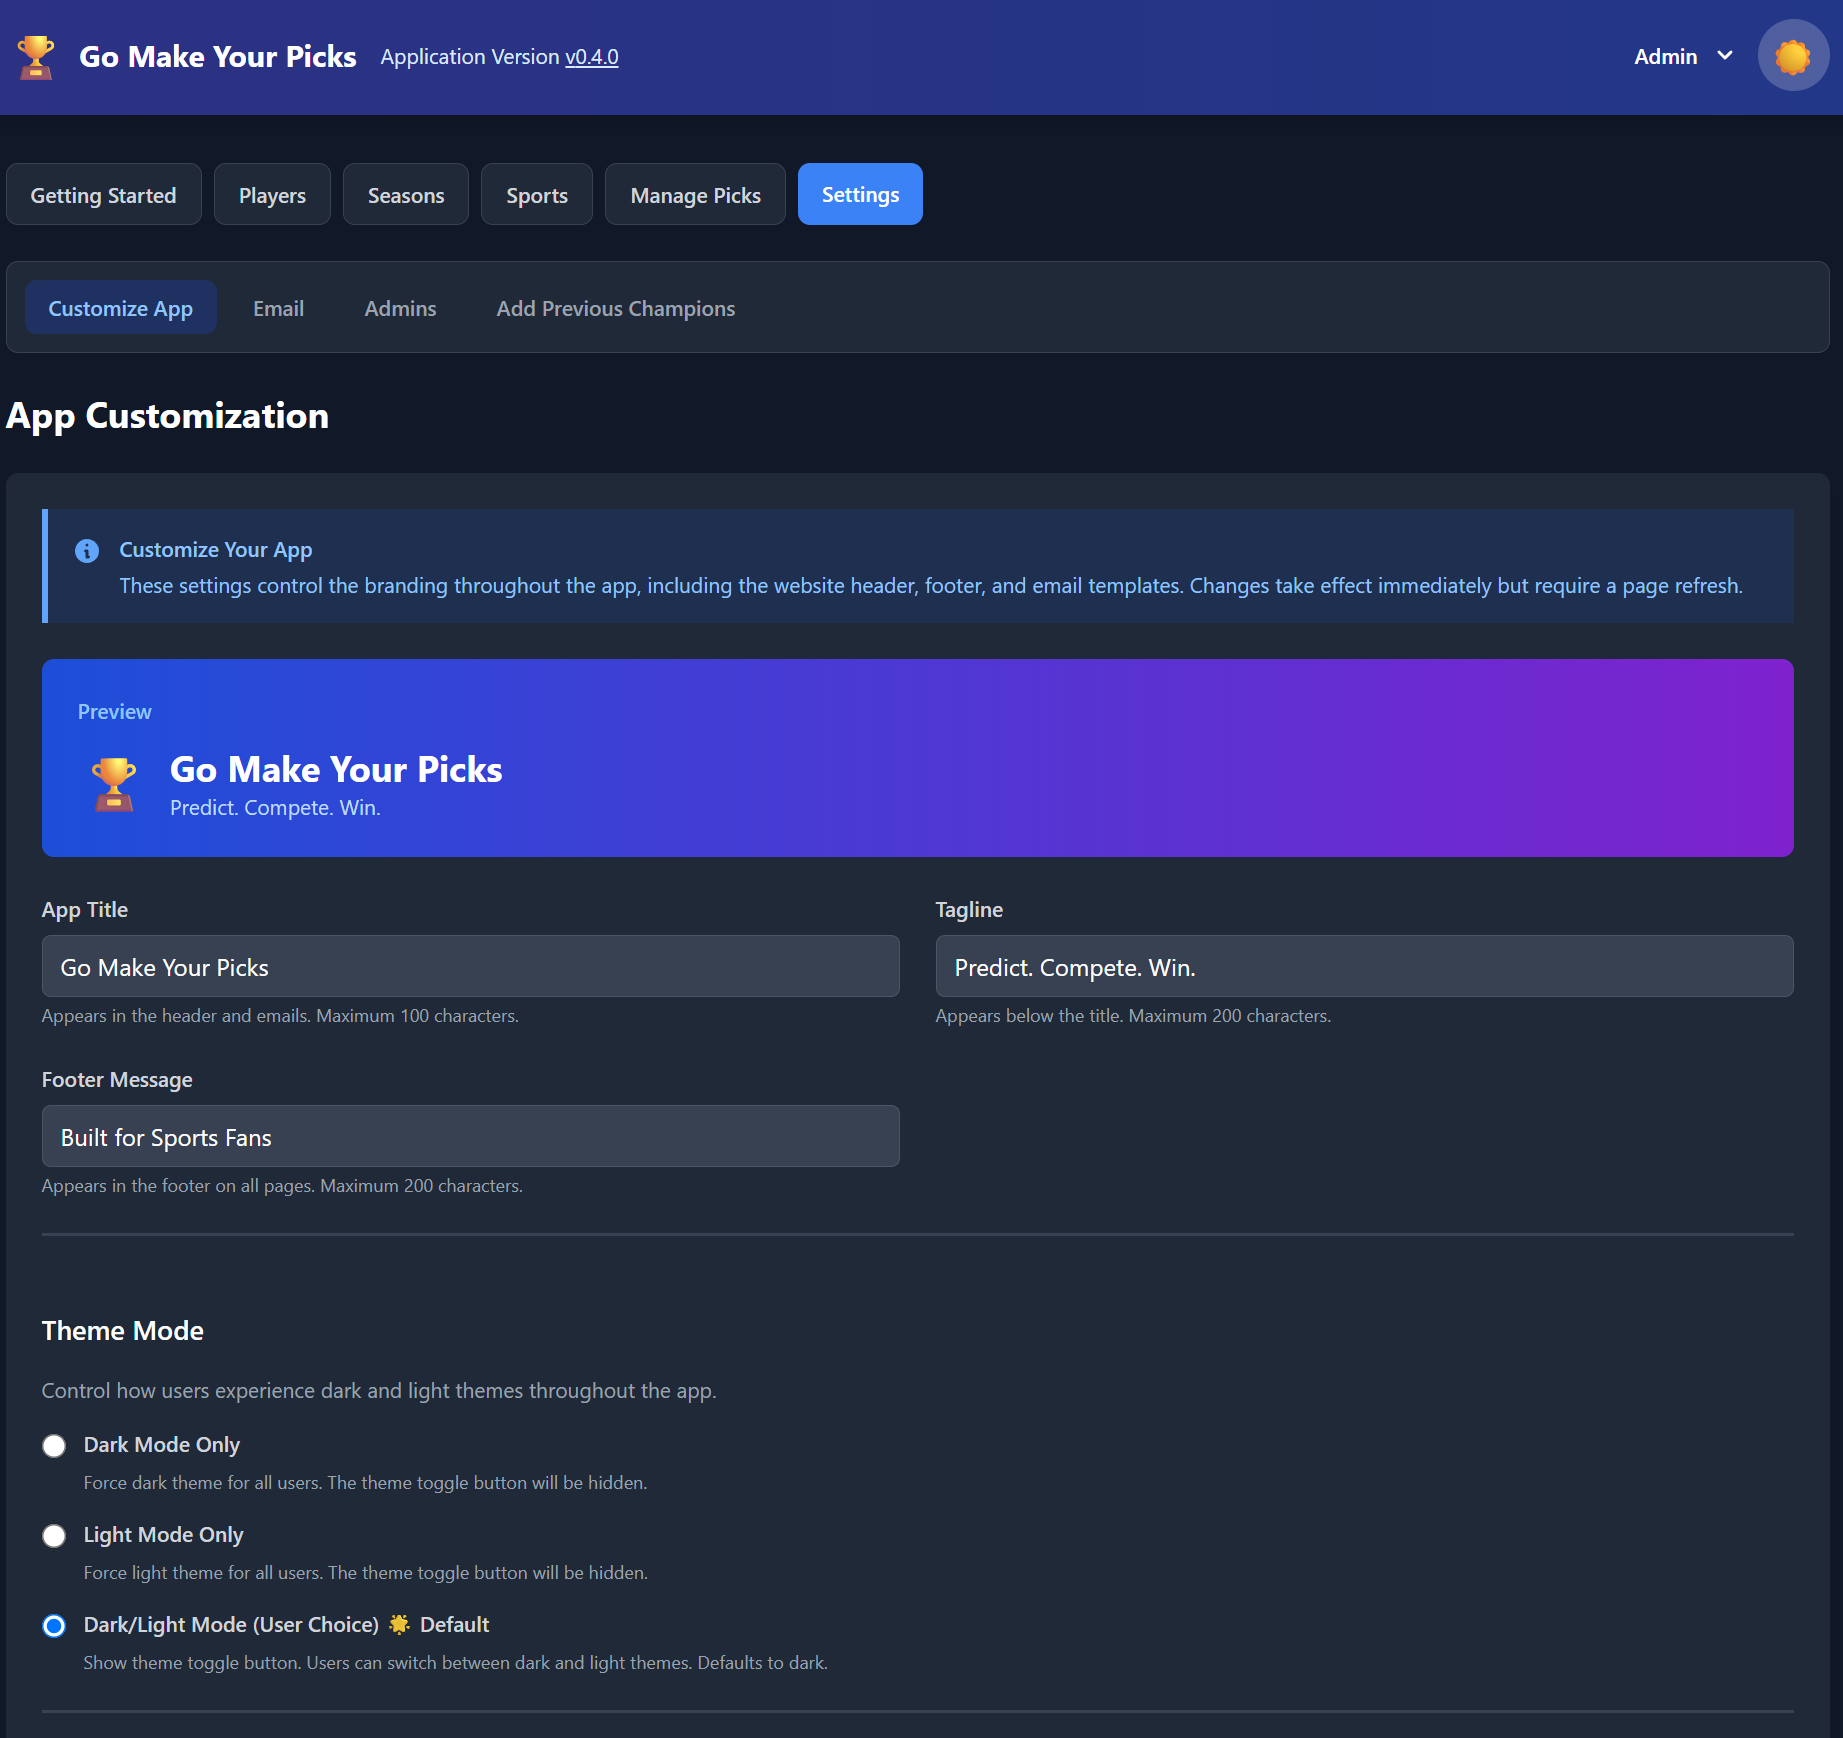 Go Make Your Picks Application Version v0.4.0 Admin
Getting Started Players Seasons Sports Manage Picks Settings
Customize App Email Admins Add Previous Champions
App Customization
Customize Your App
These settings control the branding throughout the app, including the website header, footer, and email templates. Changes take effect immediately but require a page refresh.
Preview
Go Make Your Picks
Predict. Compete. Win.
App Title
Go Make Your Picks
Appears in the header and emails. Maximum 100 characters.
Tagline
Predict. Compete. Win.
Appears below the title. Maximum 200 characters.
Footer Message
Built for Sports Fans
Appears in the footer on all pages. Maximum 200 characters.
Theme Mode
Control how users experience dark and light themes throughout the app.
Dark Mode Only
Force dark theme for all users. The theme toggle button will be hidden.
Light Mode Only
Force light theme for all users. The theme toggle button will be hidden.
Dark/Light Mode (User Choice) 🌟 Default
Show theme toggle button. Users can switch between dark and light themes. Defaults to dark.